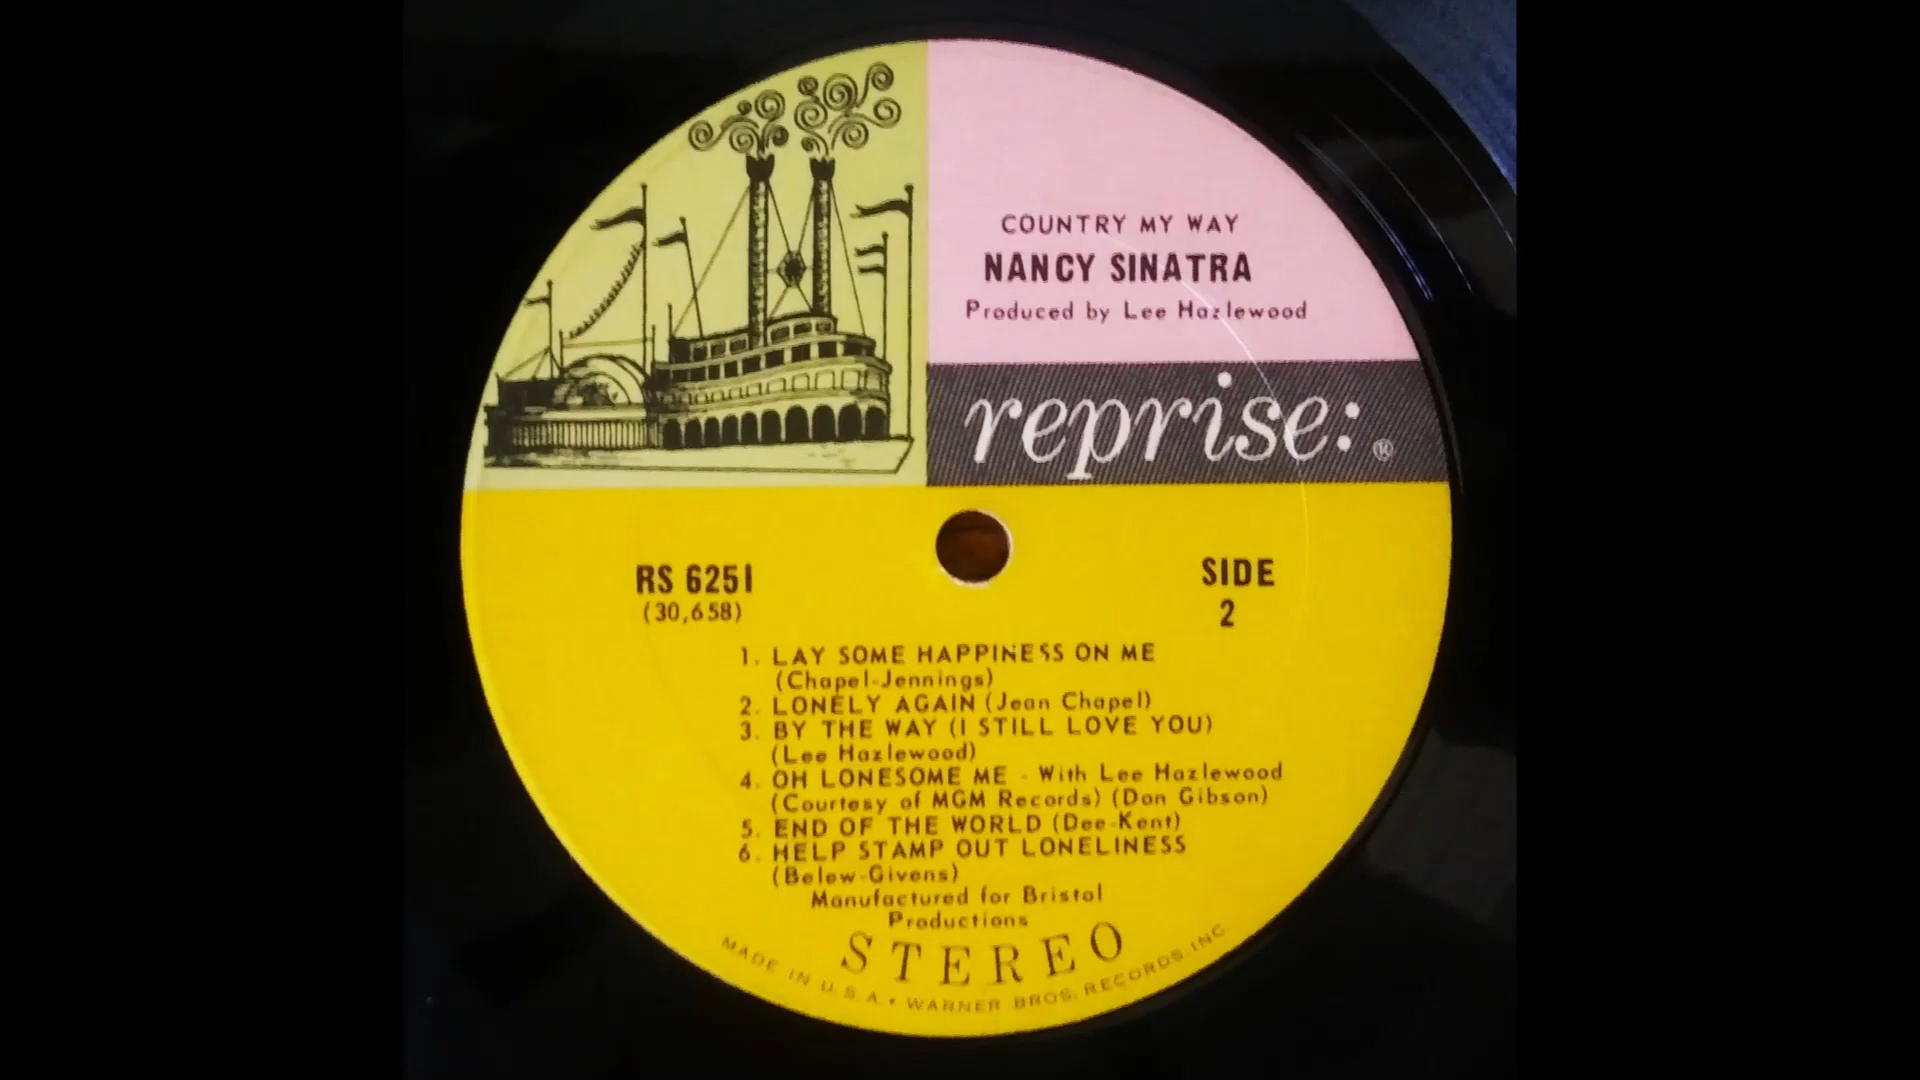 COUNTRY MY WAY
NANCY SINATRA
Produced by Lee Hazlewood
reprise: ®
RS 6251
(30,658)
SIDE
2
1. LAY SOME HAPPINESS ON ME
(Chapel-Jennings)
2. LONELY AGAIN (Jean Chapel)
3. BY THE WAY (I STILL LOVE YOU)
(Lee Hazlewood)
4. OH LONESOME ME - With Lee Hazlewood
(Courtesy of MGM Records) (Don Gibson)
5. END OF THE WORLD (Dee-Kent)
6. HELP STAMP OUT LONELINESS
(Belew-Givens)
Manufactured for Bristol
Productions
STEREO
MADE IN U.S.A. • WARNER BROS. RECORDS INC.